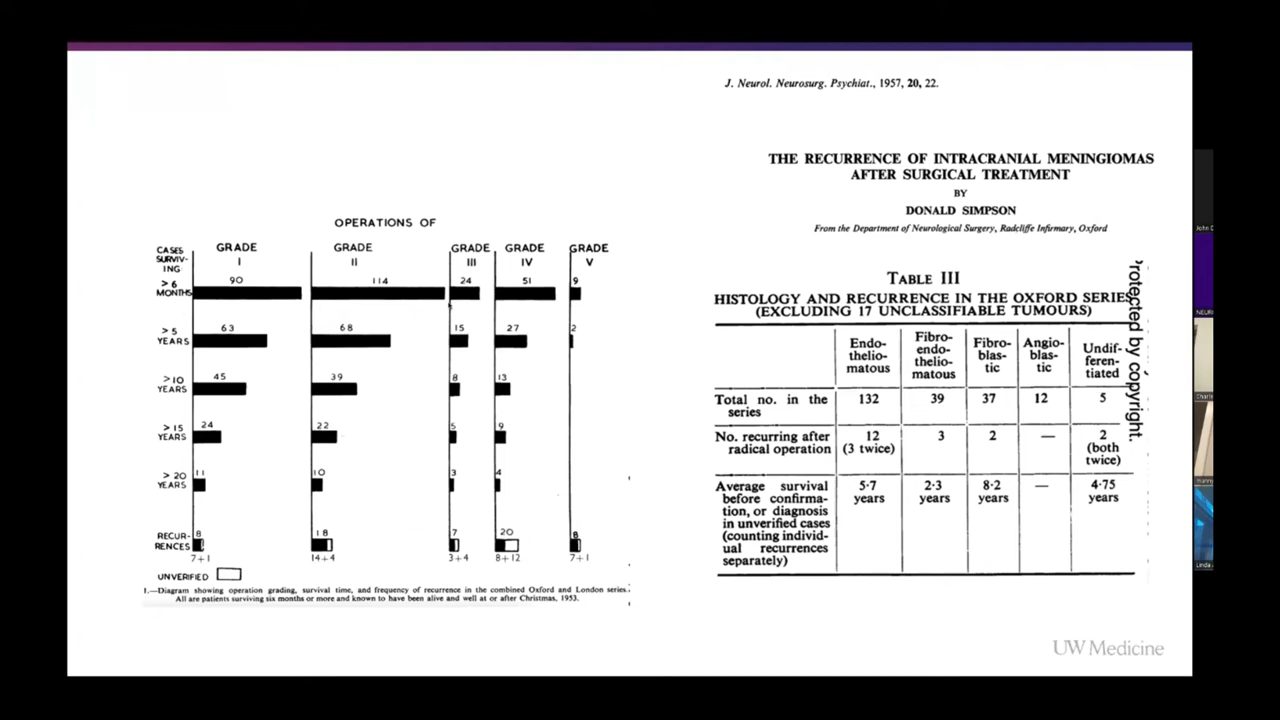 J. Neurol. Neurosurg. Psychiat., 1957, 20, 22.
THE RECURRENCE OF INTRACRANIAL MENINGIOMAS
AFTER SURGICAL TREATMENT
BY
DONALD SIMPSON
From the Department of Neurological Surgery, Radcliffe Infirmary, Oxford
OPERATIONS OF
CASES SURVIV-ING
GRADE I
GRADE II
GRADE III
GRADE IV
GRADE V
> 6 MONTHS 90 114 24 51 9
> 5 YEARS 63 68 15 27 2
>10 YEARS 45 39 8 13
> 15 YEARS 24 22 5 9
> 20 YEARS 11 10 3 4
RECUR-RENCES 8 18 7 20 8
7+1 14+4 3+4 8+12 7+1
UNVERIFIED
1.—Diagram showing operation grading, survival time, and frequency of recurrence in the combined Oxford and London series.
All are patients surviving six months or more and known to have been alive and well at or after Christmas, 1953.
TABLE III
HISTOLOGY AND RECURRENCE IN THE OXFORD SERIES
(EXCLUDING 17 UNCLASSIFIABLE TUMOURS)
Endo-thelio-matous
Fibro-endo-thelio-matous
Fibro-blas-tic
Angio-blas-tic
Undif-feren-tiated
Total no. in the series 132 39 37 12 5
No. recurring after radical operation 12 (3 twice) 3 2 — 2 (both twice)
Average survival before confirma-tion, or diagnosis in unverified cases (counting individ-ual recurrences separately) 5·7 years 2·3 years 8·2 years — 4·75 years
rotected by copyright.
UW Medicine